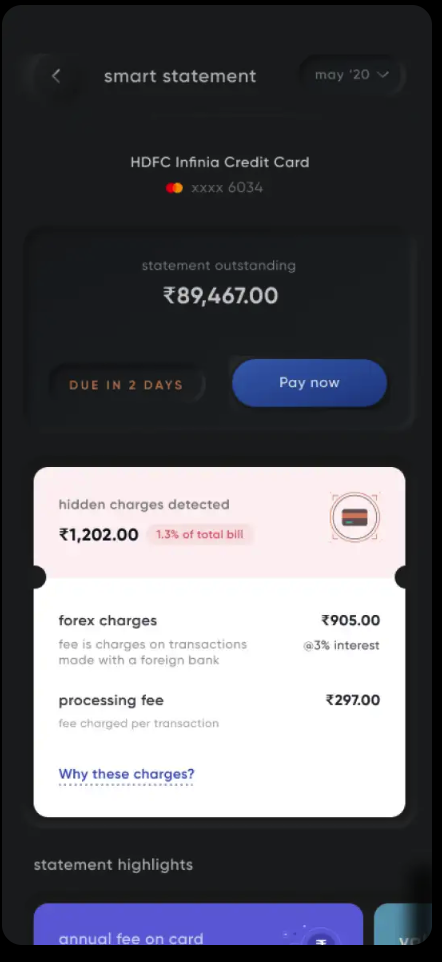 smart statement
may '20
HDFC Infinia Credit Card
xxxx 6034
statement outstanding
₹89,467.00
DUE IN 2 DAYS
Pay now
hidden charges detected
₹1,202.00
1.3% of total bill
forex charges
₹905.00
fee is charges on transactions
@3% interest
made with a foreign bank
processing fee
₹297.00
fee charged per transaction
Why these charges?
statement highlights
annual fee on card
₹